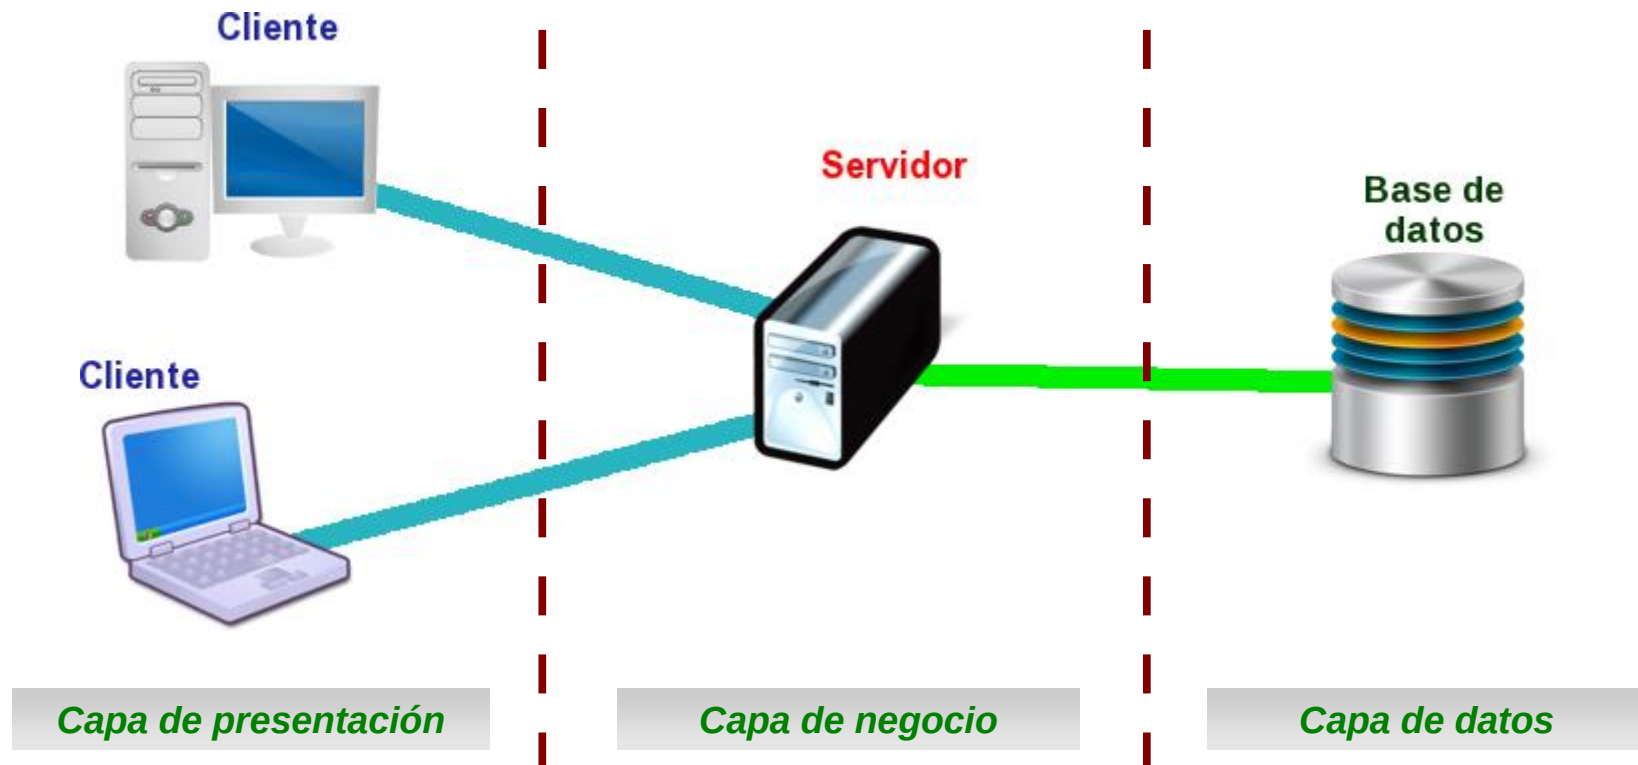 Cliente
Servidor
Base de
datos
Cliente
Capa de presentación
Capa de negocio
Capa de datos